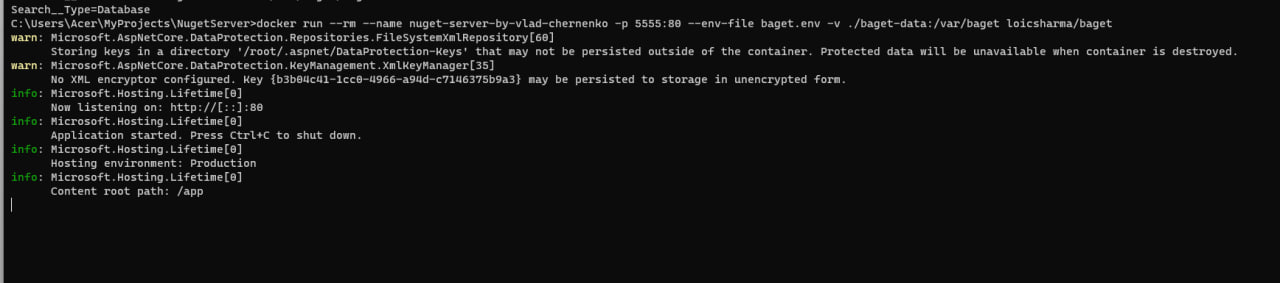 Search__Type=Database
C:\Users\Acer\MyProjects\NugetServer>docker run --rm --name nuget-server-by-vlad-chernenko -p 5555:80 --env-file baget.env -v ./baget-data:/var/baget loicsharma/baget
warn: Microsoft.AspNetCore.DataProtection.Repositories.FileSystemXmlRepository[60]
Storing keys in a directory '/root/.aspnet/DataProtection-Keys' that may not be persisted outside of the container. Protected data will be unavailable when container is destroyed.
warn: Microsoft.AspNetCore.DataProtection.KeyManagement.XmlKeyManager[35]
No XML encryptor configured. Key {b3b04c41-1cc0-4966-a94d-c7146375b9a3} may be persisted to storage in unencrypted form.
info: Microsoft.Hosting.Lifetime[0]
Now listening on: http://[::]:80
info: Microsoft.Hosting.Lifetime[0]
Application started. Press Ctrl+C to shut down.
info: Microsoft.Hosting.Lifetime[0]
Hosting environment: Production
info: Microsoft.Hosting.Lifetime[0]
Content root path: /app